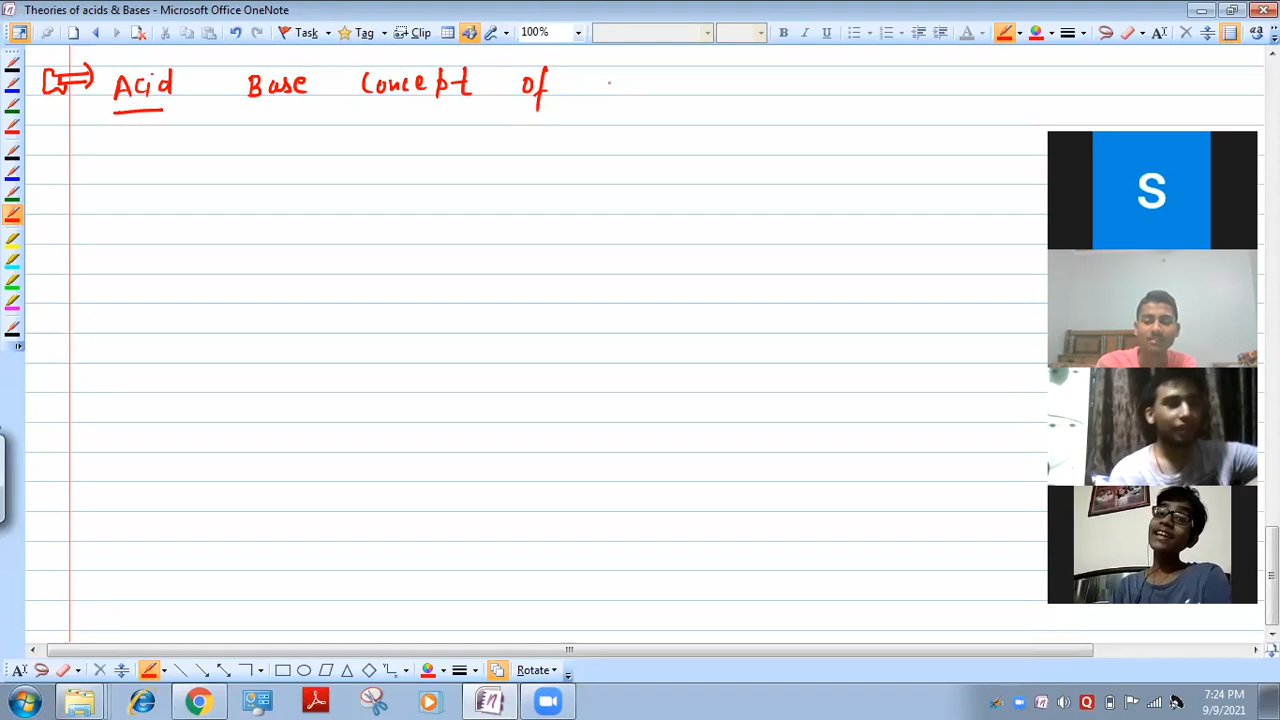 Theories of acids & Bases - Microsoft Office OneNote
Task Tag Clip 100% B I U A
Acid Base Concept of
S
A Rotate
7:24 PM
9/9/2021